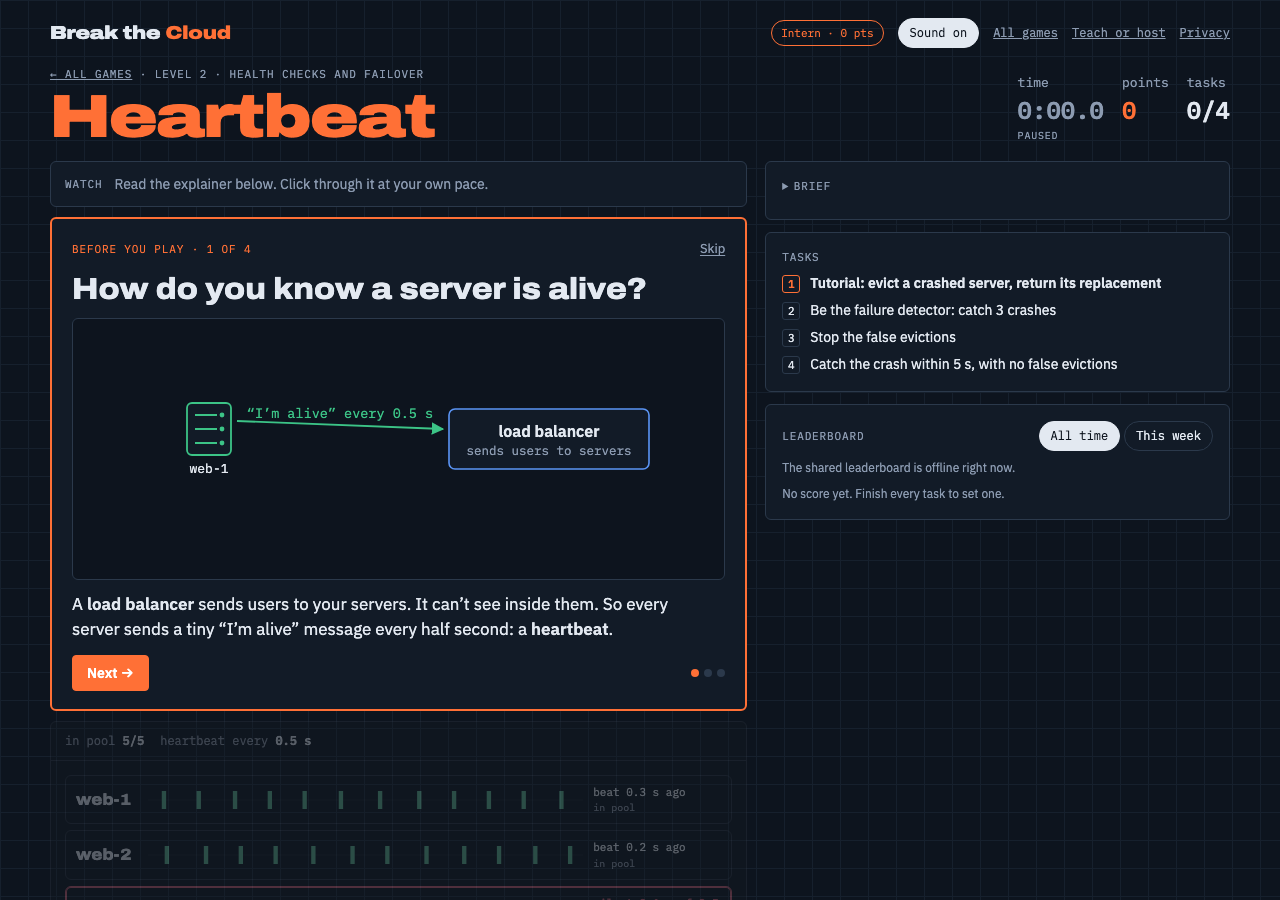 Break the Cloud
Intern · 0 pts
Sound on
All games
Teach or host
Privacy
← ALL GAMES · LEVEL 2 · HEALTH CHECKS AND FAILOVER
Heartbeat
time
0:00.0
PAUSED
points
0
tasks
0/4
WATCH Read the explainer below. Click through it at your own pace.
BEFORE YOU PLAY · 1 OF 4
Skip
How do you know a server is alive?
“I’m alive” every 0.5 s
web-1
load balancer
sends users to servers
A load balancer sends users to your servers. It can’t see inside them. So every
server sends a tiny “I’m alive” message every half second: a heartbeat.
Next →
in pool 5/5 heartbeat every 0.5 s
web-1
beat 0.3 s ago
in pool
web-2
beat 0.2 s ago
in pool
▶ BRIEF
TASKS
1 Tutorial: evict a crashed server, return its replacement
2 Be the failure detector: catch 3 crashes
3 Stop the false evictions
4 Catch the crash within 5 s, with no false evictions
LEADERBOARD
All time
This week
The shared leaderboard is offline right now.
No score yet. Finish every task to set one.